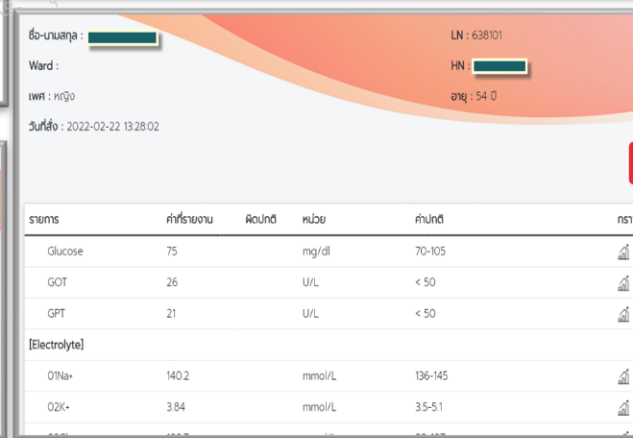 ชื่อ-นามสกุล :
LN : 638101
Ward :
HN :
เพศ : หญิง
อายุ : 54 ปี
วันที่สั่ง : 2022-02-22 13:28:02
รายการ ค่าที่รายงาน ผิดปกติ หน่วย ค่าปกติ
Glucose 75 mg/dl 70-105
GOT 26 U/L < 50
GPT 21 U/L < 50
[Electrolyte]
01Na+ 140.2 mmol/L 136-145
02K+ 3.84 mmol/L 3.5-5.1